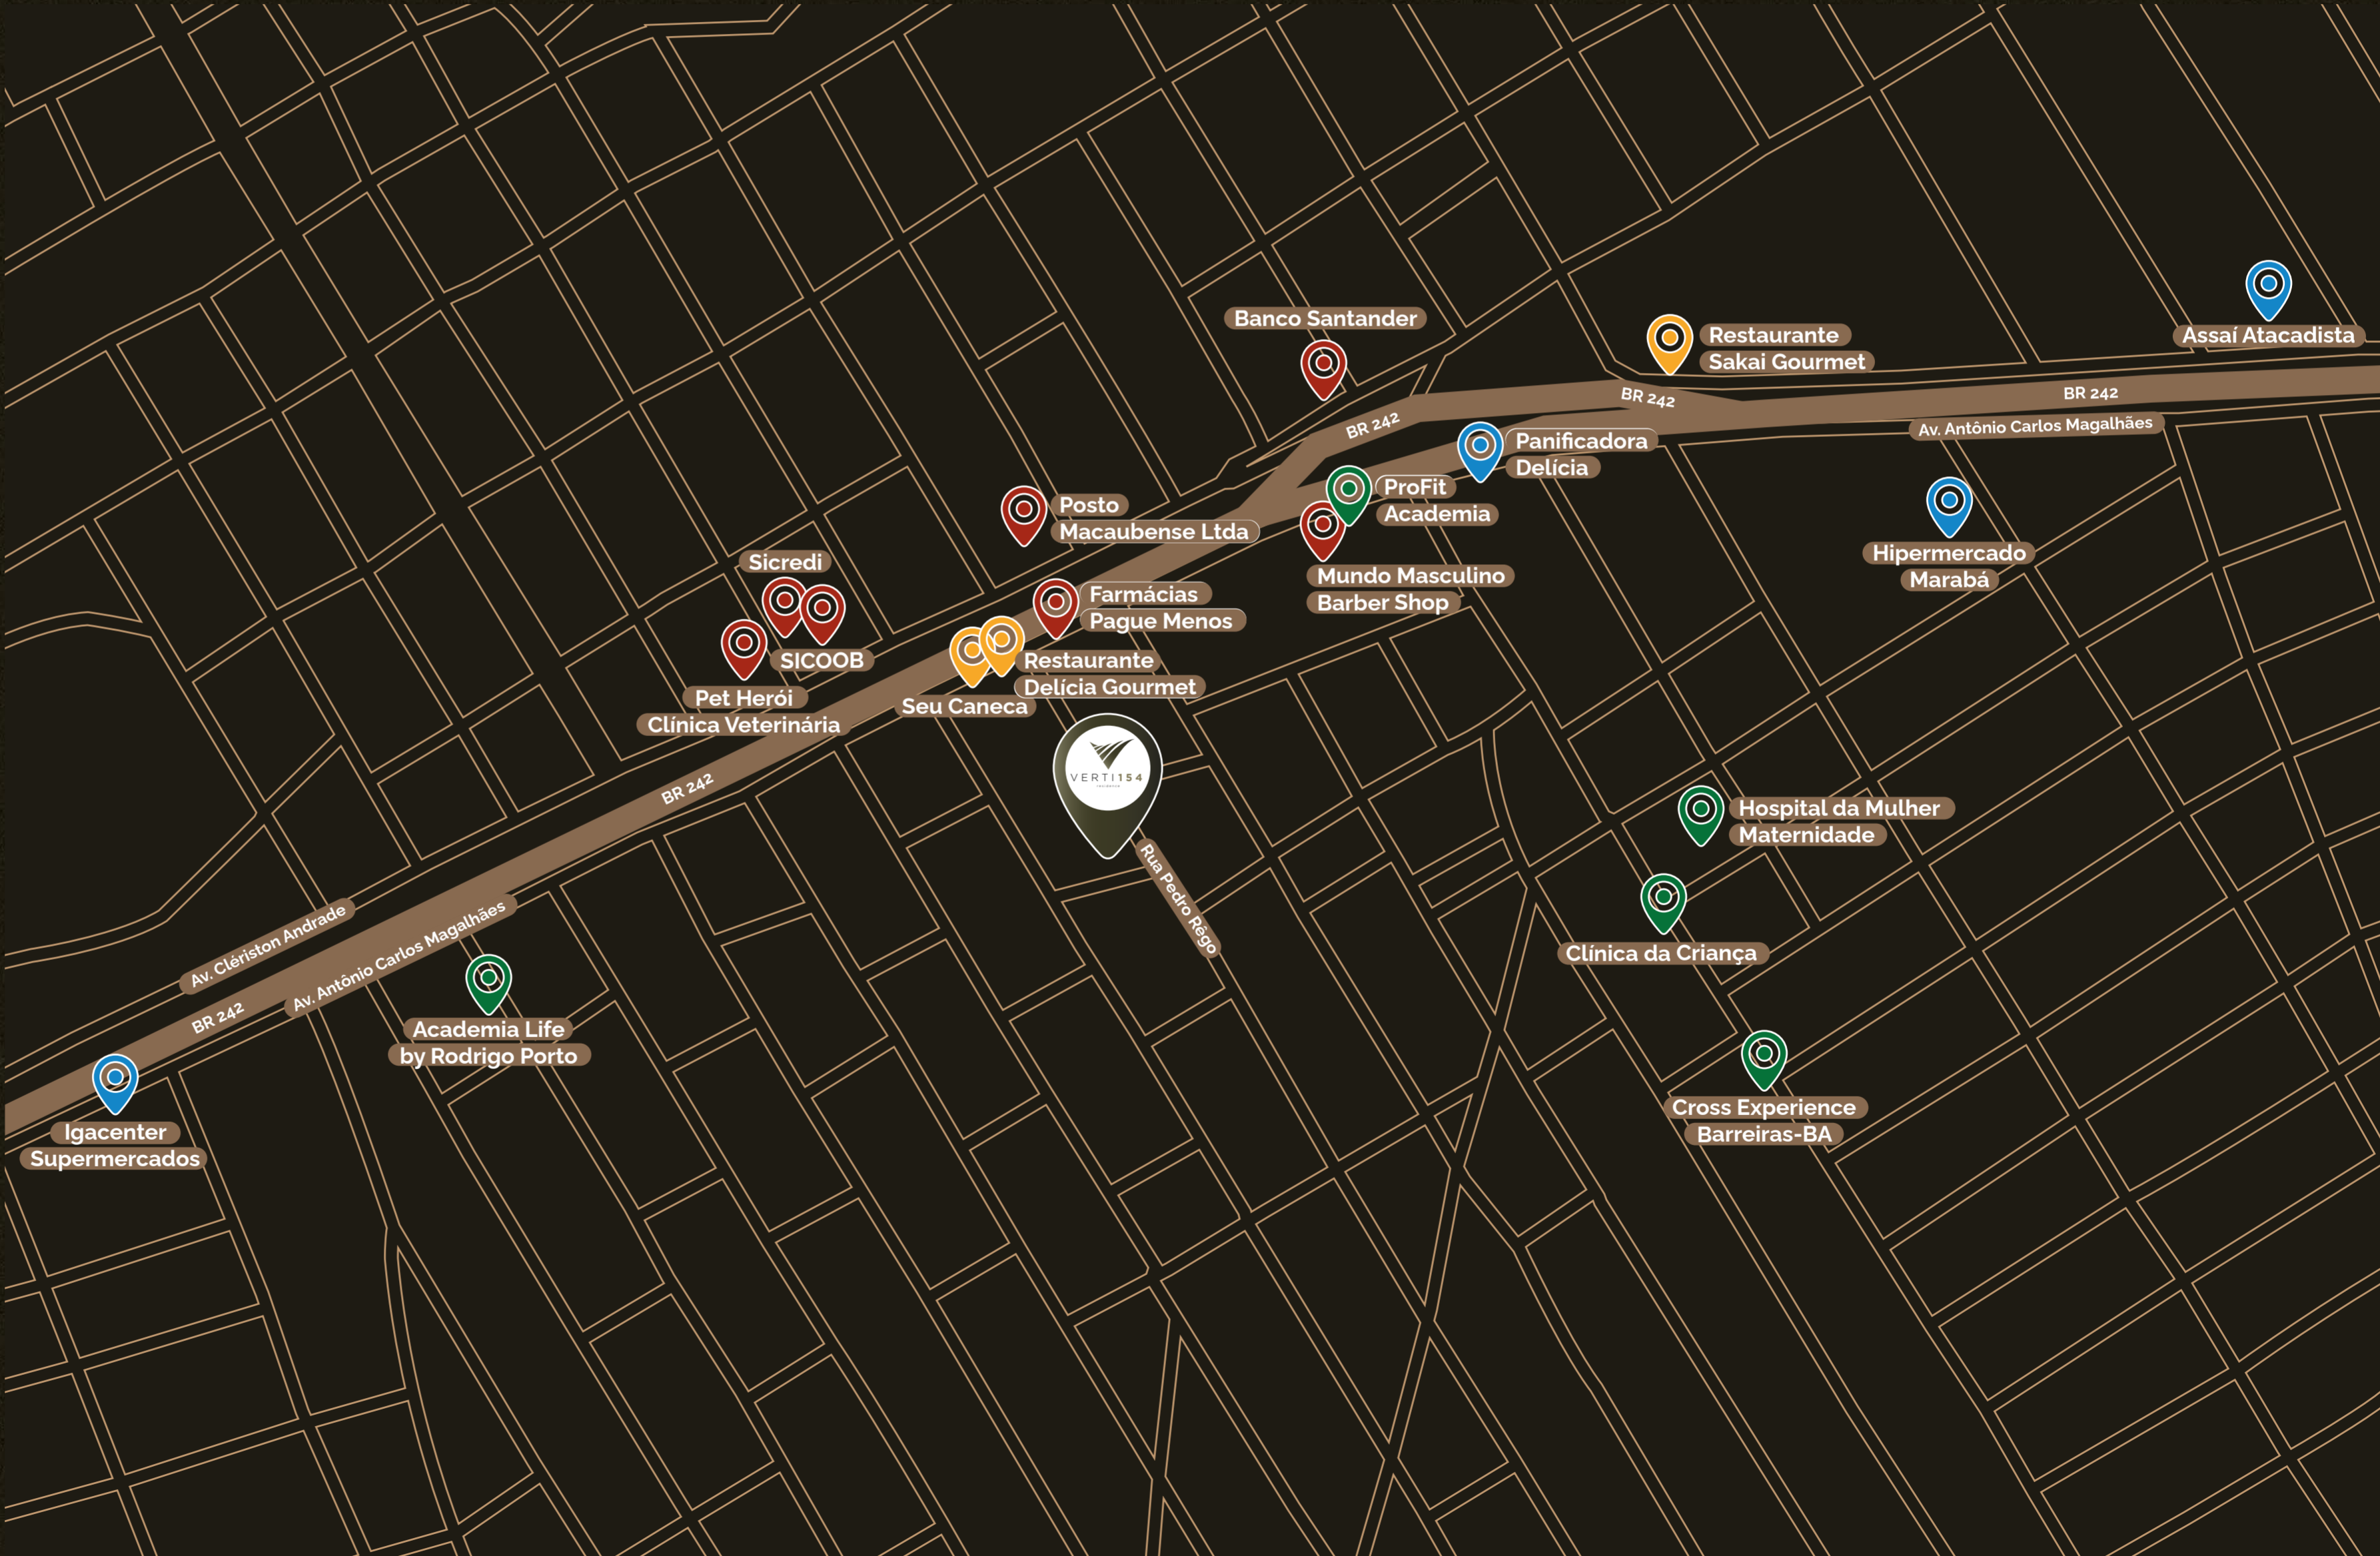 Banco Santander
Restaurante
Sakai Gourmet
Assaí Atacadista
BR 242
BR 242
BR 242
Av. Antônio Carlos Magalhães
Panificadora
Delícia
ProFit
Academia
Posto
Macaubense Ltda
Hipermercado
Marabá
Sicredi
Mundo Masculino
Barber Shop
Farmácias
Pague Menos
SICOOB
Restaurante
Delícia Gourmet
Pet Herói
Clínica Veterinária
Seu Caneca
VERTI154
BR 242
Hospital da Mulher
Maternidade
Rua Pedro Rêgo
Clínica da Criança
Av. Clériston Andrade
Av. Antônio Carlos Magalhães
BR 242
Academia Life
by Rodrigo Porto
Igacenter
Supermercados
Cross Experience
Barreiras-BA